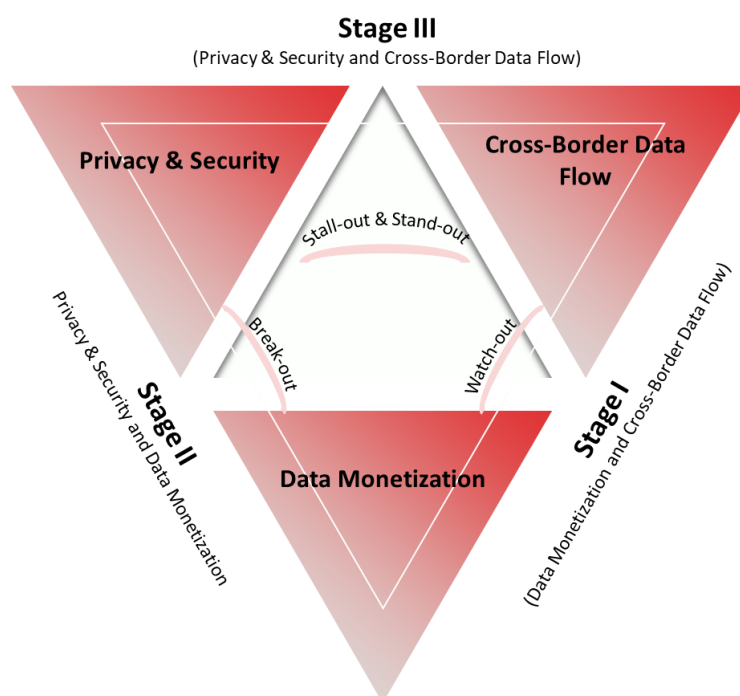 Stage III
(Privacy & Security and Cross-Border Data Flow)
Privacy & Security
Cross-Border Data
Flow
Stall-out & Stand-out
Break-out
Watch-out
Stage II
Privacy & Security and Data Monetization
Stage I
(Data Monetization and Cross-Border Data Flow)
Data Monetization